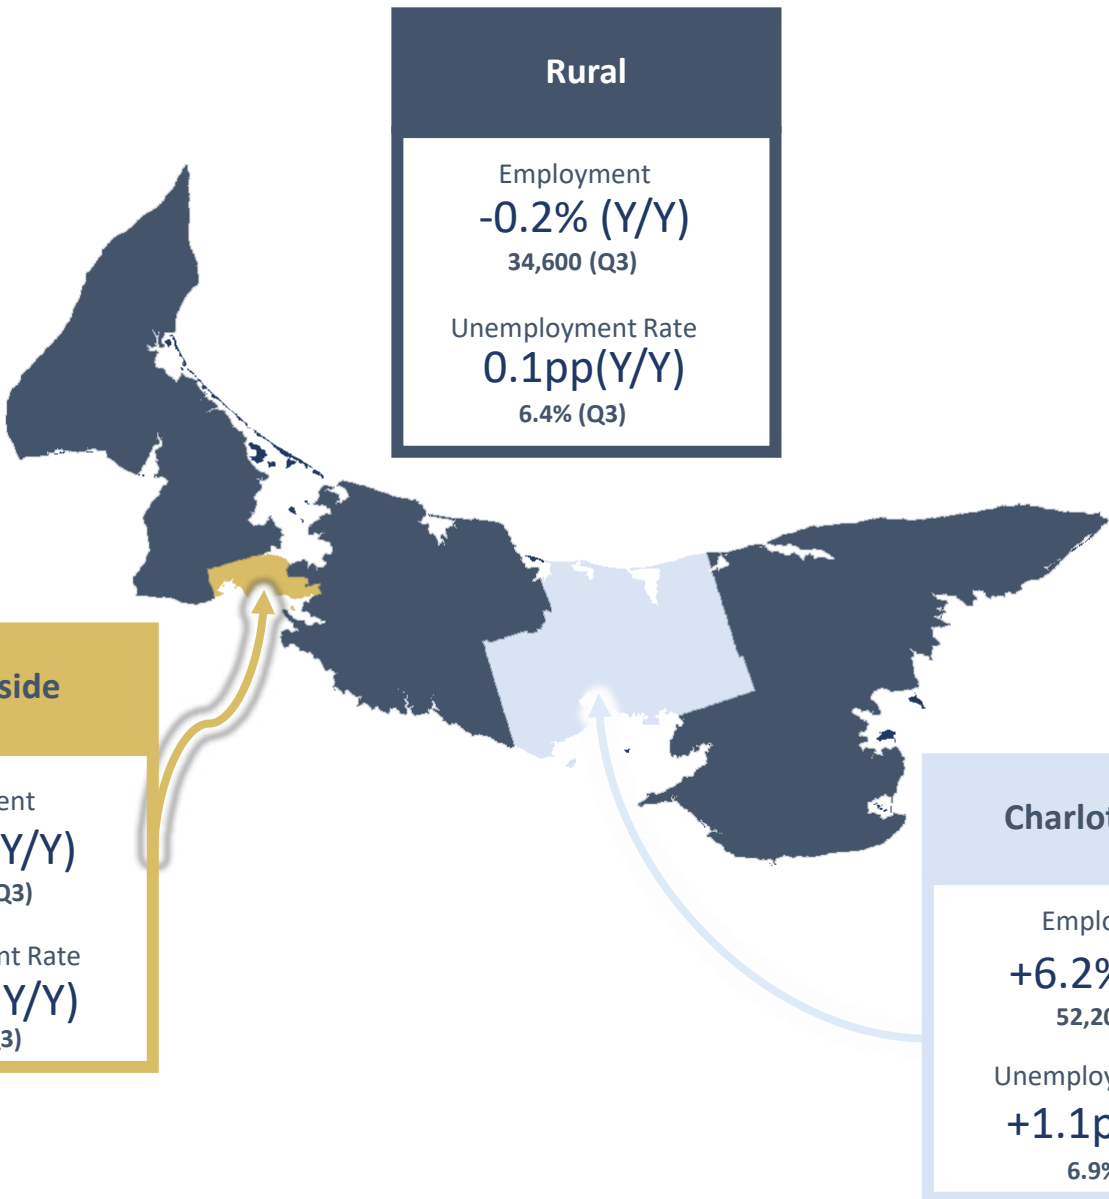 Rural
Employment
-0.2% (Y/Y)
34,600 (Q3)
Unemployment Rate
0.1pp(Y/Y)
6.4% (Q3)
side
ent
Y/Y)
Q3)
nt Rate
Y/Y)
3)
Charlot
Emplo
+6.2%
52,20
Unemploy
+1.1p
6.9%